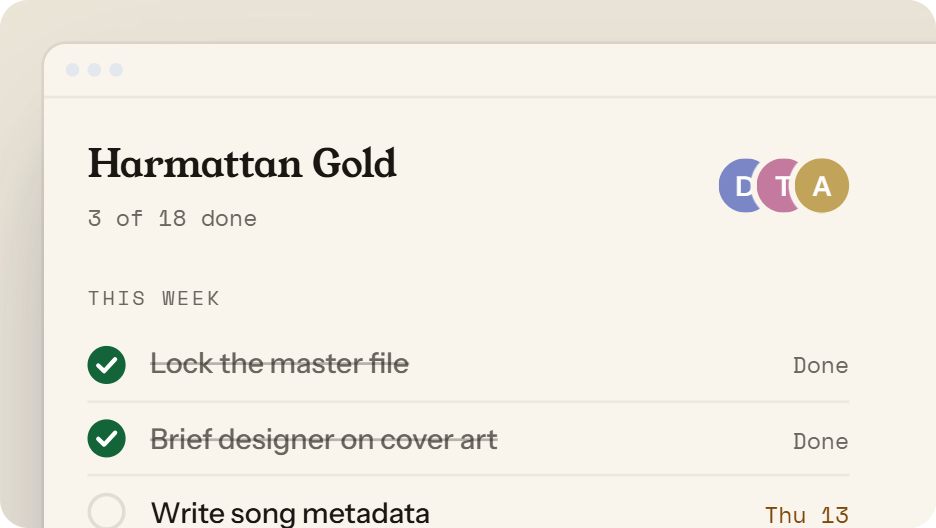 Harmattan Gold
3 of 18 done
D T A
THIS WEEK
Lock the master file Done
Brief designer on cover art Done
Write song metadata Thu 13